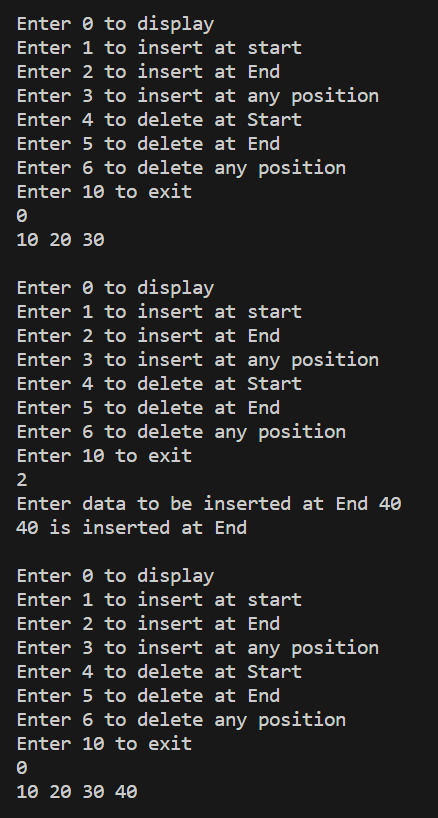 Enter 0 to display
Enter 1 to insert at start
Enter 2 to insert at End
Enter 3 to insert at any position
Enter 4 to delete at Start
Enter 5 to delete at End
Enter 6 to delete any position
Enter 10 to exit
0
10 20 30
Enter 0 to display
Enter 1 to insert at start
Enter 2 to insert at End
Enter 3 to insert at any position
Enter 4 to delete at Start
Enter 5 to delete at End
Enter 6 to delete any position
Enter 10 to exit
2
Enter data to be inserted at End 40
40 is inserted at End
Enter 0 to display
Enter 1 to insert at start
Enter 2 to insert at End
Enter 3 to insert at any position
Enter 4 to delete at Start
Enter 5 to delete at End
Enter 6 to delete any position
Enter 10 to exit
0
10 20 30 40